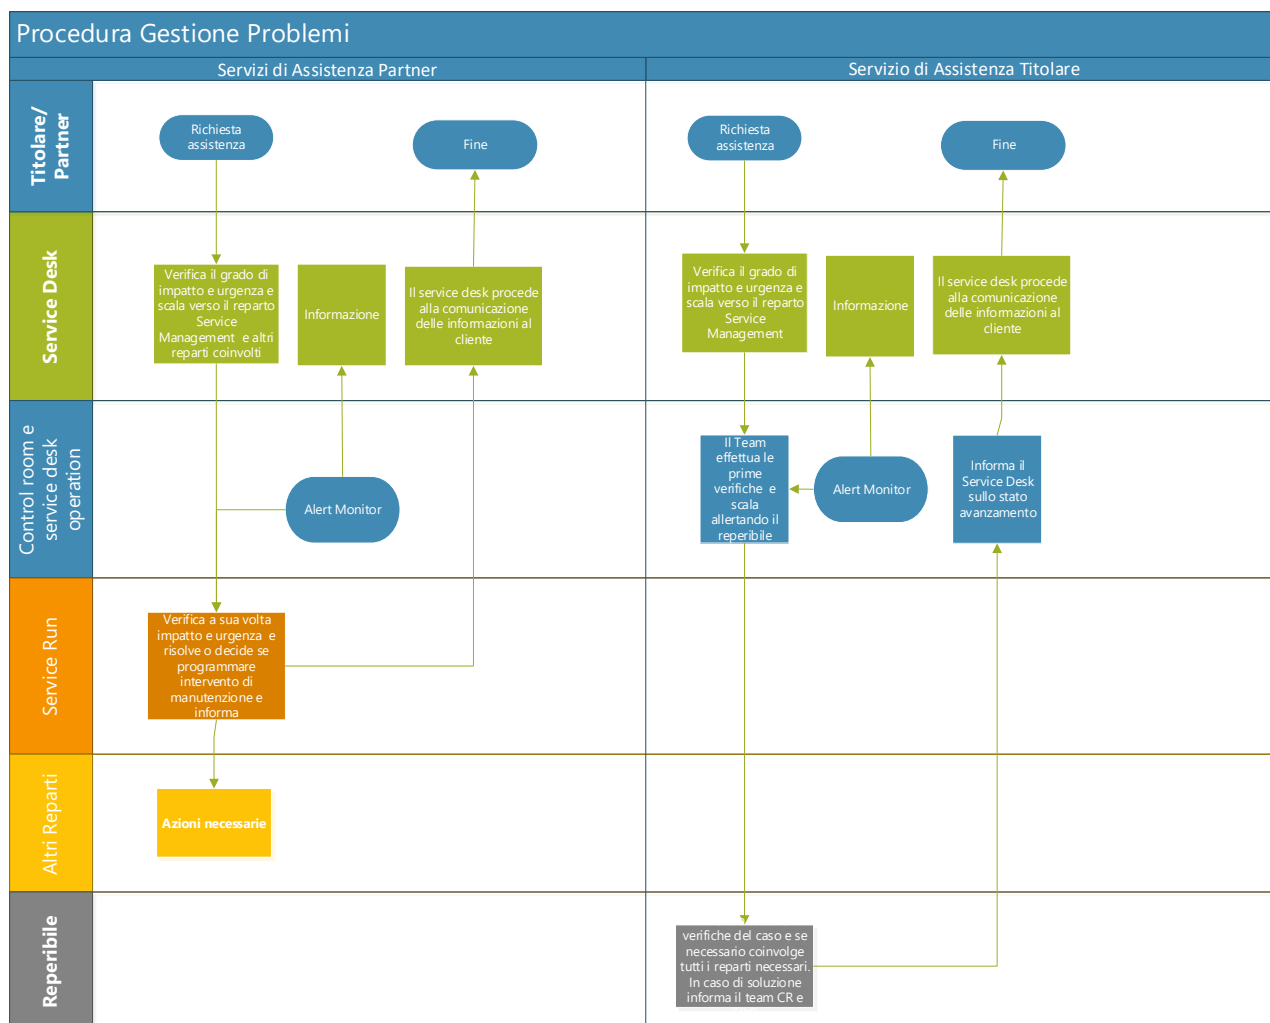 Procedura Gestione Problemi
Servizi di Assistenza Partner
Servizio di Assistenza Titolare
Titolare/
Partner
Richiesta
assistenza
Fine
Richiesta
assistenza
Fine
Service Desk
Verifica il grado di
impatto e urgenza e
scala verso il reparto
Service
Management e altri
reparti coinvolti
Informazione
Il service desk procede
alla comunicazione
delle informazioni al
cliente
Verifica il grado di
impatto e urgenza e
scala verso il reparto
Service
Management
Informazione
Il service desk procede
alla comunicazione
delle informazioni al
cliente
Control room e
service desk
operation
Alert Monitor
Il Team
effettua le
prime
verifiche e
scala
allertando il
reperibile
Alert Monitor
Informa il
Service Desk
sullo stato
avanzamento
Service Run
Verifica a sua volta
impatto e urgenza e
risolve o decide se
programmare
intervento di
manutenzione e
informa
Altri Reparti
Azioni necessarie
Reperibile
verifiche del caso e se
necessario coinvolge
tutti i reparti necessari.
In caso di soluzione
informa il team CR e